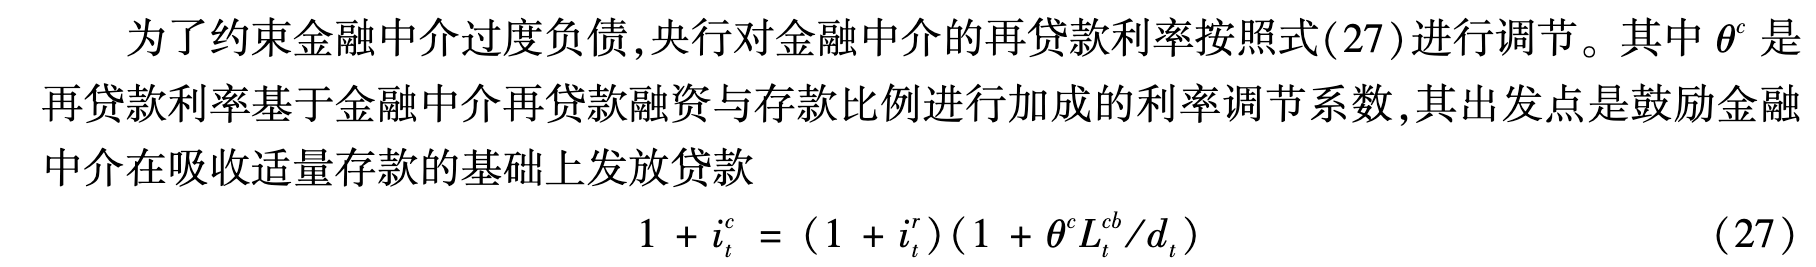 为了约束金融中介过度负债,央行对金融中介的再贷款利率按照式(27)进行调节。其中 θ^c 是
再贷款利率基于金融中介再贷款融资与存款比例进行加成的利率调节系数,其出发点是鼓励金融
中介在吸收适量存款的基础上发放贷款
1 + i_t^c = (1 + i_t^r)(1 + θ^c L_t^{cb}/d_t) (27)